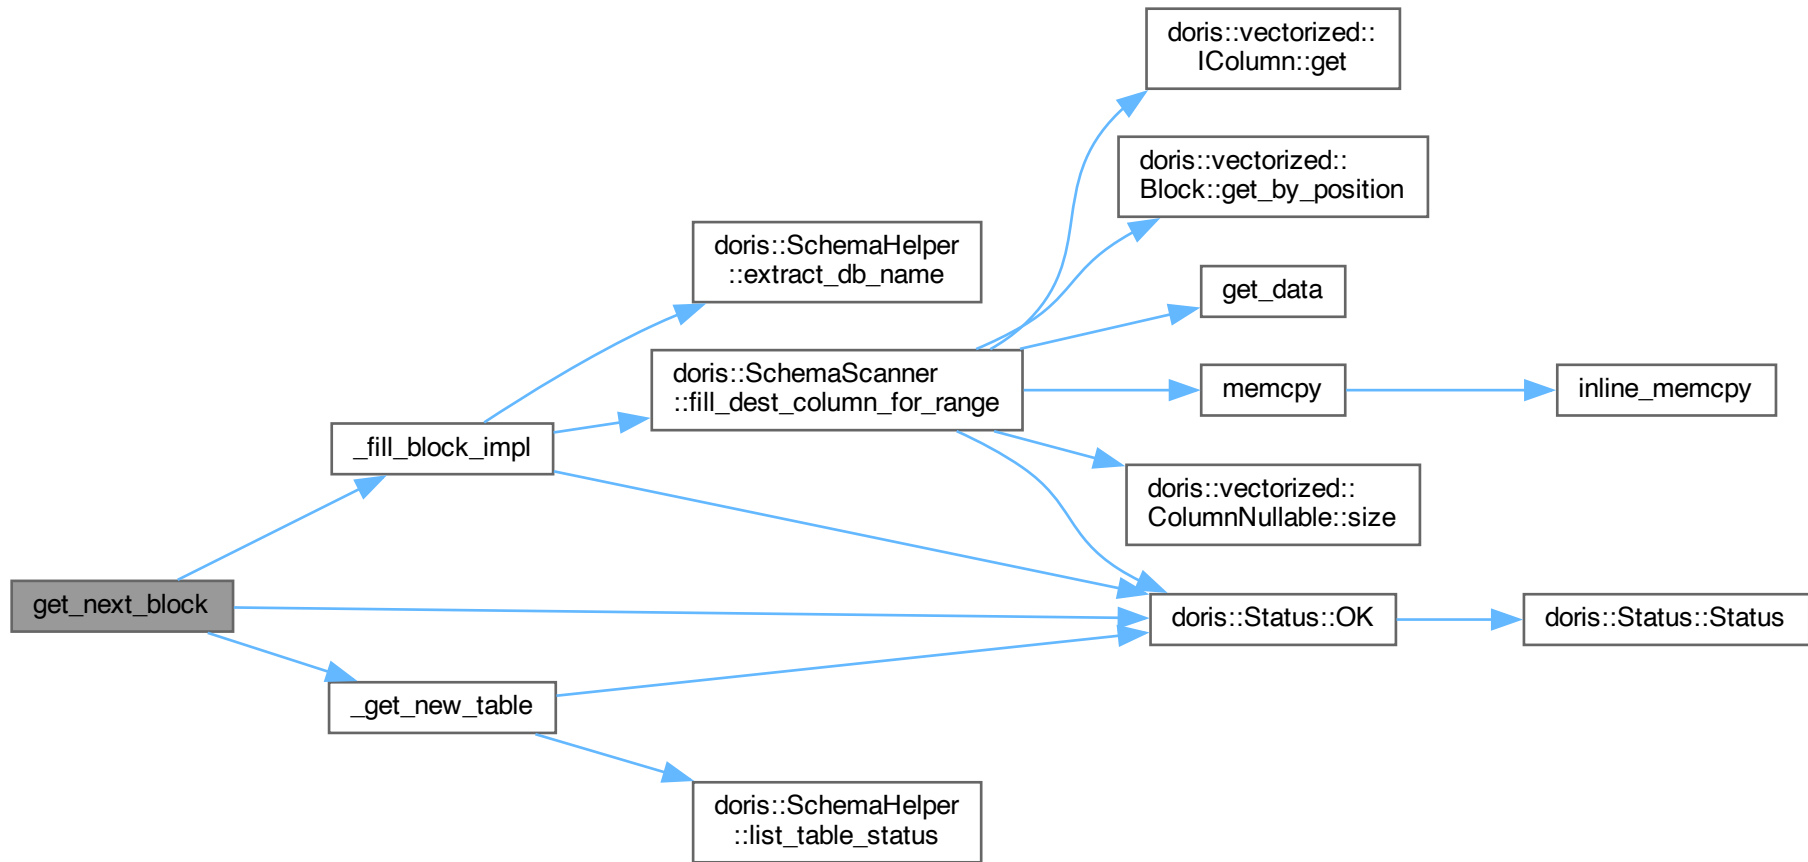 doris::vectorized::
IColumn::get
doris::vectorized::
Block::get_by_position
doris::SchemaHelper
::extract_db_name
get_data
doris::SchemaScanner
::fill_dest_column_for_range
memcpy
inline_memcpy
_fill_block_impl
doris::vectorized::
ColumnNullable::size
get_next_block
doris::Status::OK
doris::Status::Status
_get_new_table
doris::SchemaHelper
::list_table_status